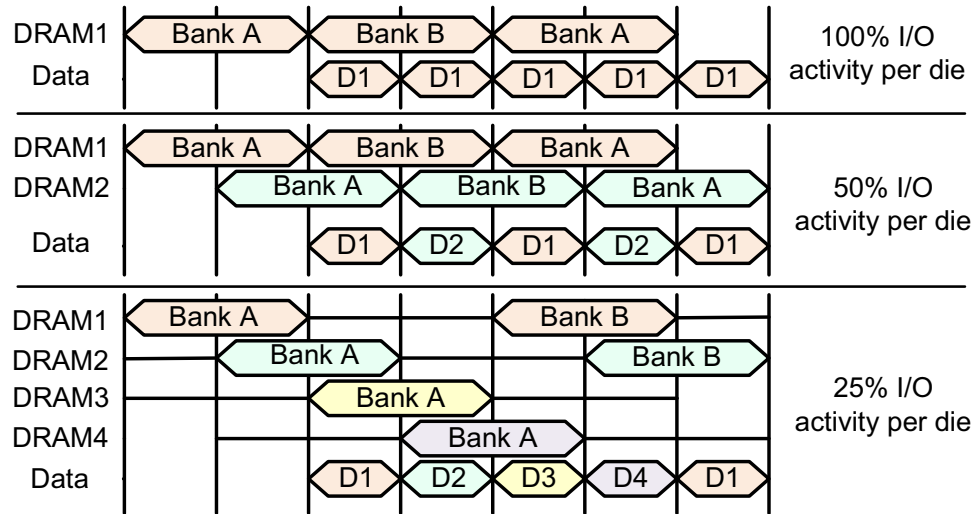 DRAM1 Bank A Bank B Bank A
Data D1 D1 D1 D1 D1
100% I/O
activity per die
DRAM1 Bank A Bank B Bank A
DRAM2 Bank A Bank B Bank A
Data D1 D2 D1 D2 D1
50% I/O
activity per die
DRAM1 Bank A Bank B
DRAM2 Bank A Bank B
DRAM3 Bank A
DRAM4 Bank A
Data D1 D2 D3 D4 D1
25% I/O
activity per die